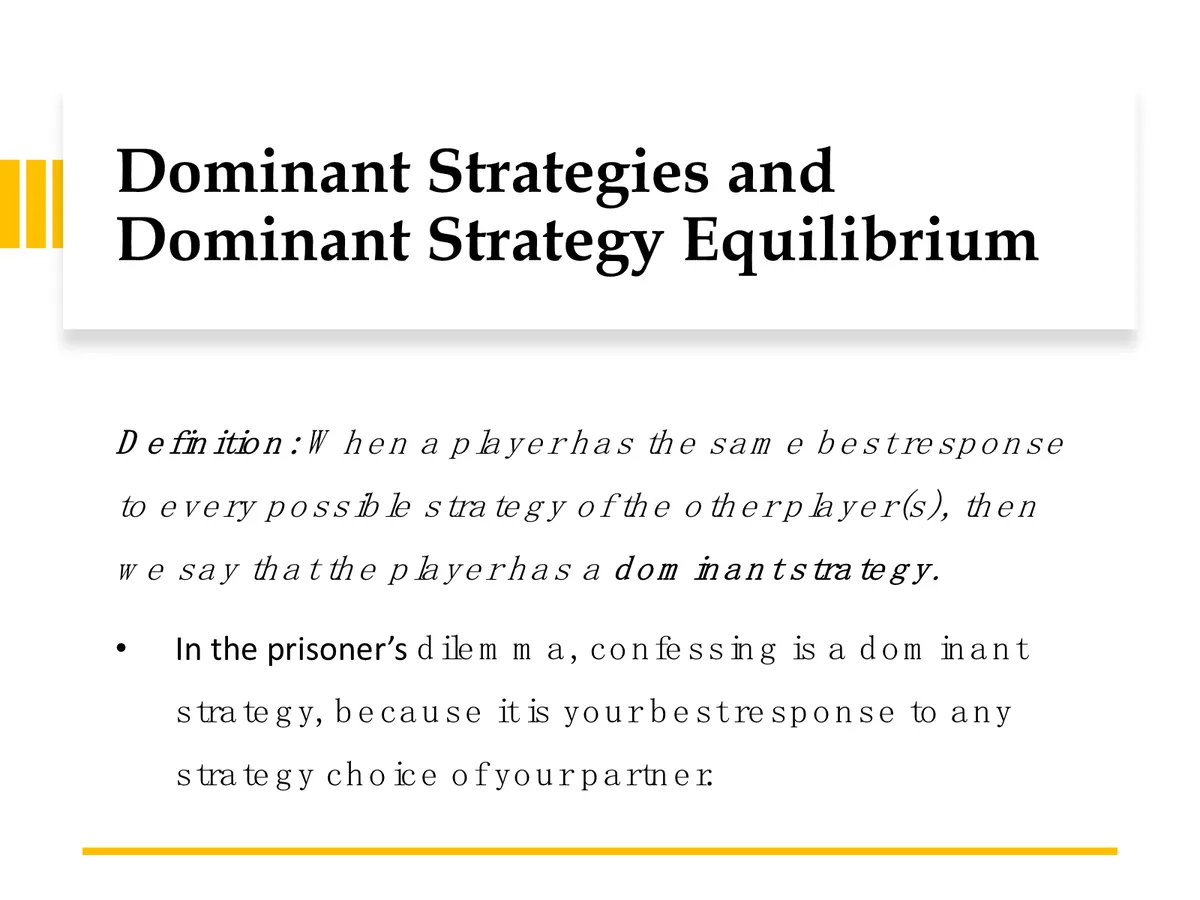 Dominant Strategies and
Dominant Strategy Equilibrium
Definition: When a player has the same best response
to every possible strategy of the other player(s), then
we say that the player has a dominant strategy.
• In the prisoner’s dilemma, confessing is a dominant
strategy, because it is your best response to any
strategy choice of your partner.